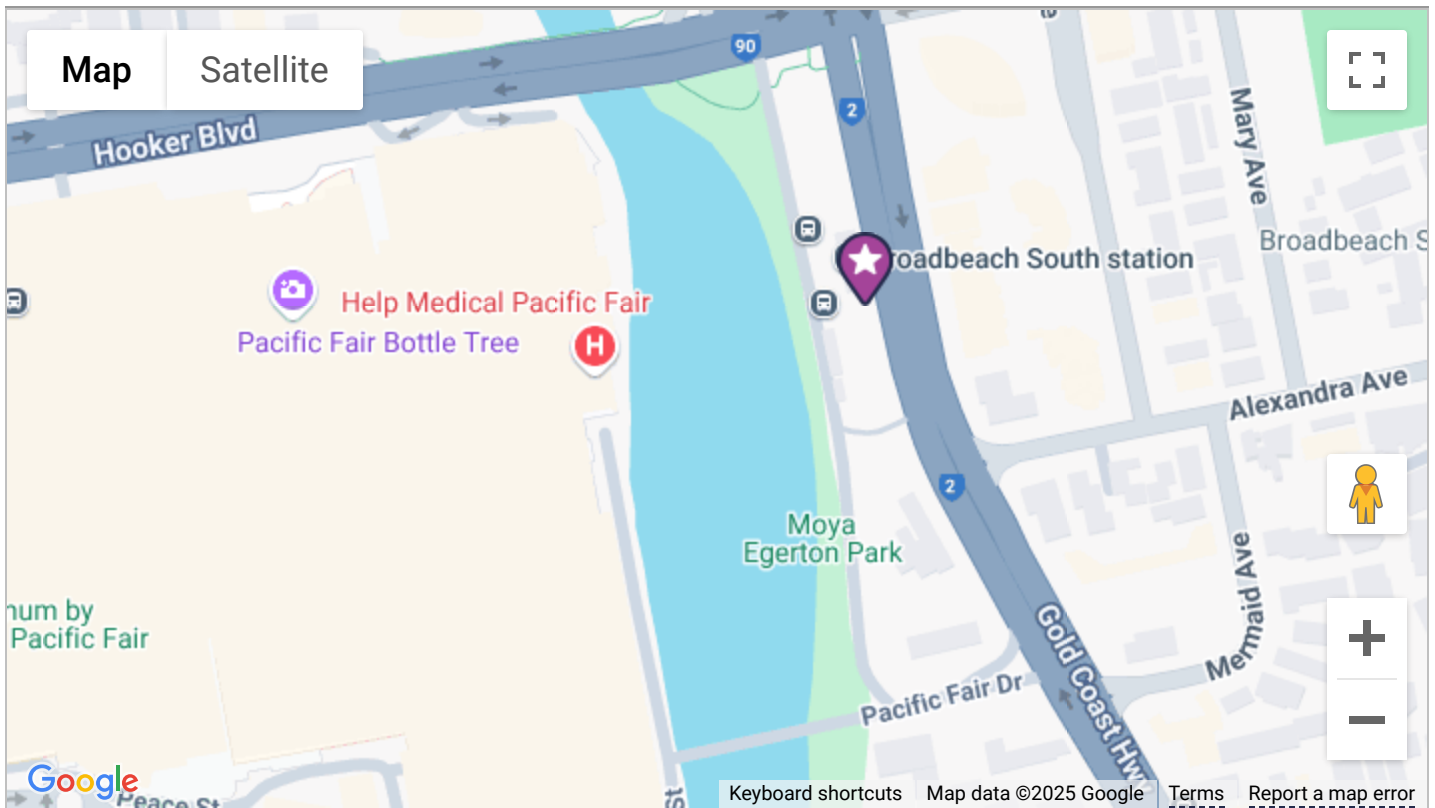 Map
Satellite
90
2
Hooker Blvd
Mary Ave
Broadbeach S
roadbeach South station
Help Medical Pacific Fair
Pacific Fair Bottle Tree
H
Alexandra Ave
2
Moya
Egerton Park
num by
Pacific Fair
Mermaid Ave
Gold Coast Hwy
Pacific Fair Dr
Google
Peace St
Keyboard shortcuts
Map data ©2025 Google
Terms
Report a map error